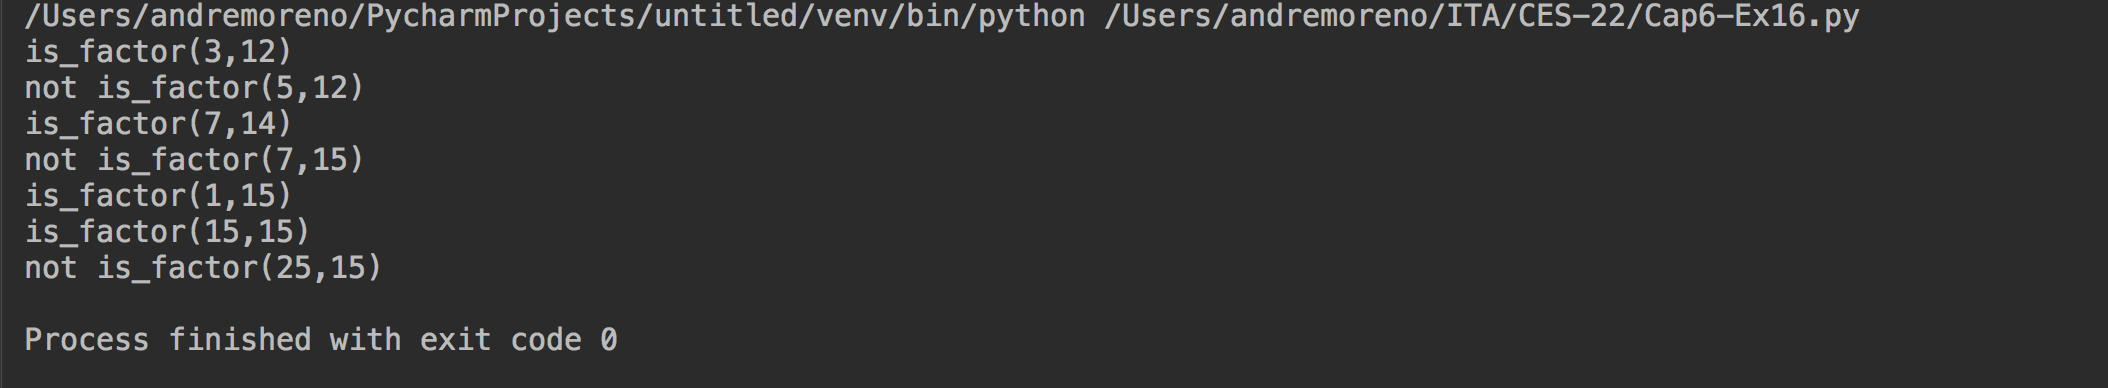 /Users/andremoreno/PycharmProjects/untitled/venv/bin/python /Users/andremoreno/ITA/CES-22/Cap6-Ex16.py
is_factor(3,12)
not is_factor(5,12)
is_factor(7,14)
not is_factor(7,15)
is_factor(1,15)
is_factor(15,15)
not is_factor(25,15)
Process finished with exit code 0